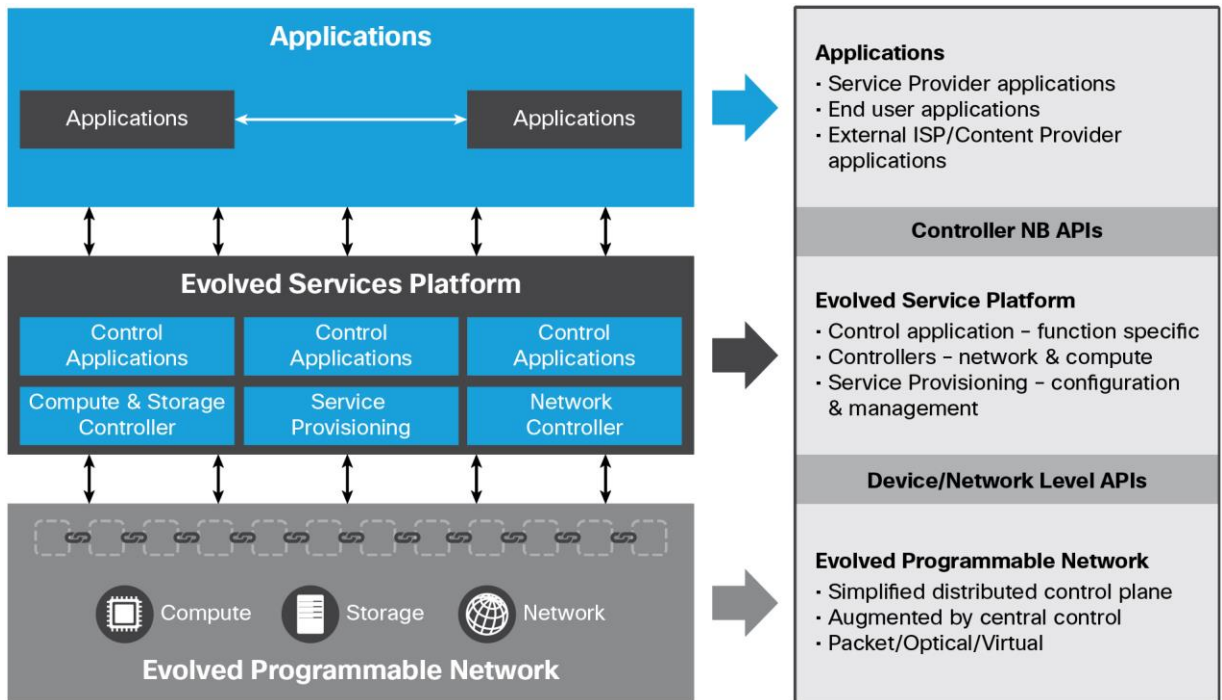 Applications
Applications
Applications
Evolved Services Platform
Control
Applications
Control
Applications
Control
Applications
Compute & Storage
Controller
Service
Provisioning
Network
Controller
Compute
Storage
Network
Evolved Programmable Network
Applications
· Service Provider applications
· End user applications
· External ISP/Content Provider
applications
Controller NB APIs
Evolved Service Platform
· Control application – function specific
· Controllers – network & compute
· Service Provisioning – configuration
& management
Device/Network Level APIs
Evolved Programmable Network
· Simplified distributed control plane
· Augmented by central control
· Packet/Optical/Virtual